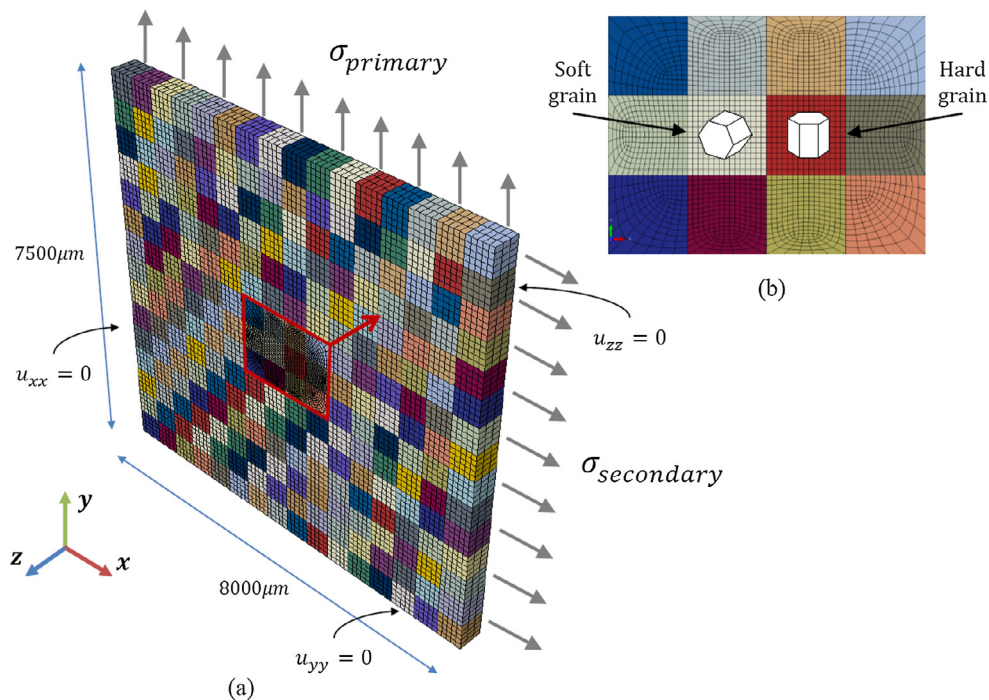 σ_primary
7500μm
u_xx = 0
u_zz = 0
σ_secondary
y
z
x
8000μm
u_yy = 0
(a)
Soft
grain
Hard
grain
(b)